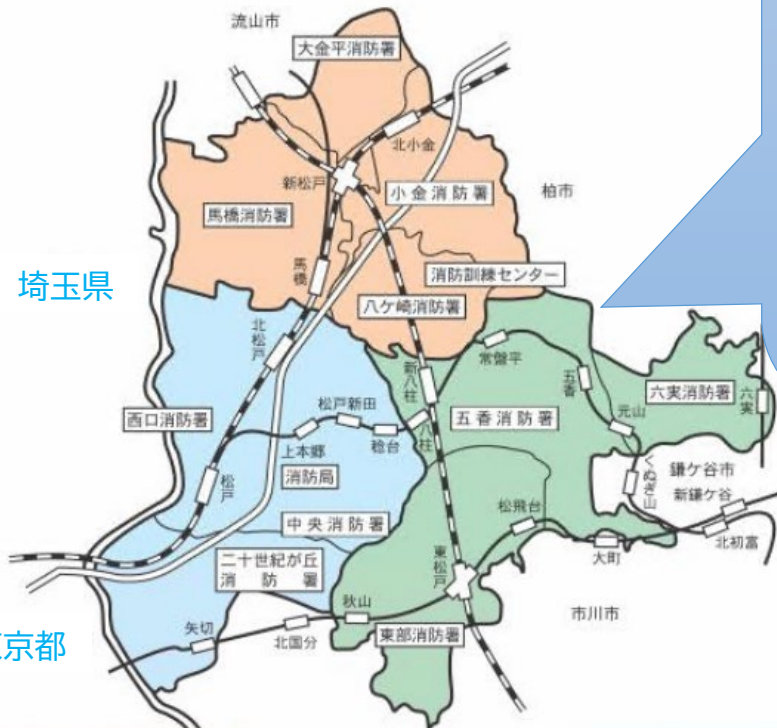 流山市
大金平消防署
北小金
新松戸
小金消防署
柏市
馬橋消防署
馬橋
消防訓練センター
埼玉県
八ケ崎消防署
北松戸
常盤平
新八柱
五香
六実消防署
六実
西口消防署
松戸新田
八柱
五香消防署
元山
上本郷
稔台
くぬぎ山
鎌ケ谷市
松戸
消防局
新鎌ケ谷
松飛台
中央消防署
北初富
大町
東松戸
二十世紀が丘
消防署
秋山
市川市
矢切
北国分
東部消防署
京都